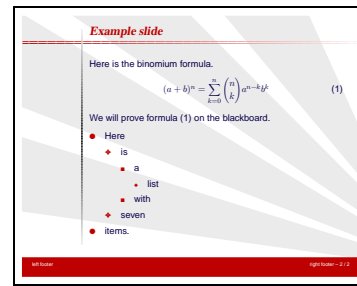 Example slide
Here is the binomium formula.
(a + b)^n = \sum_{k=0}^{n} \binom{n}{k} a^{n-k} b^k (1)
We will prove formula (1) on the blackboard.
● Here
❖ is
■ a
• list
■ with
❖ seven
● items.
left footer right footer – 2 / 2